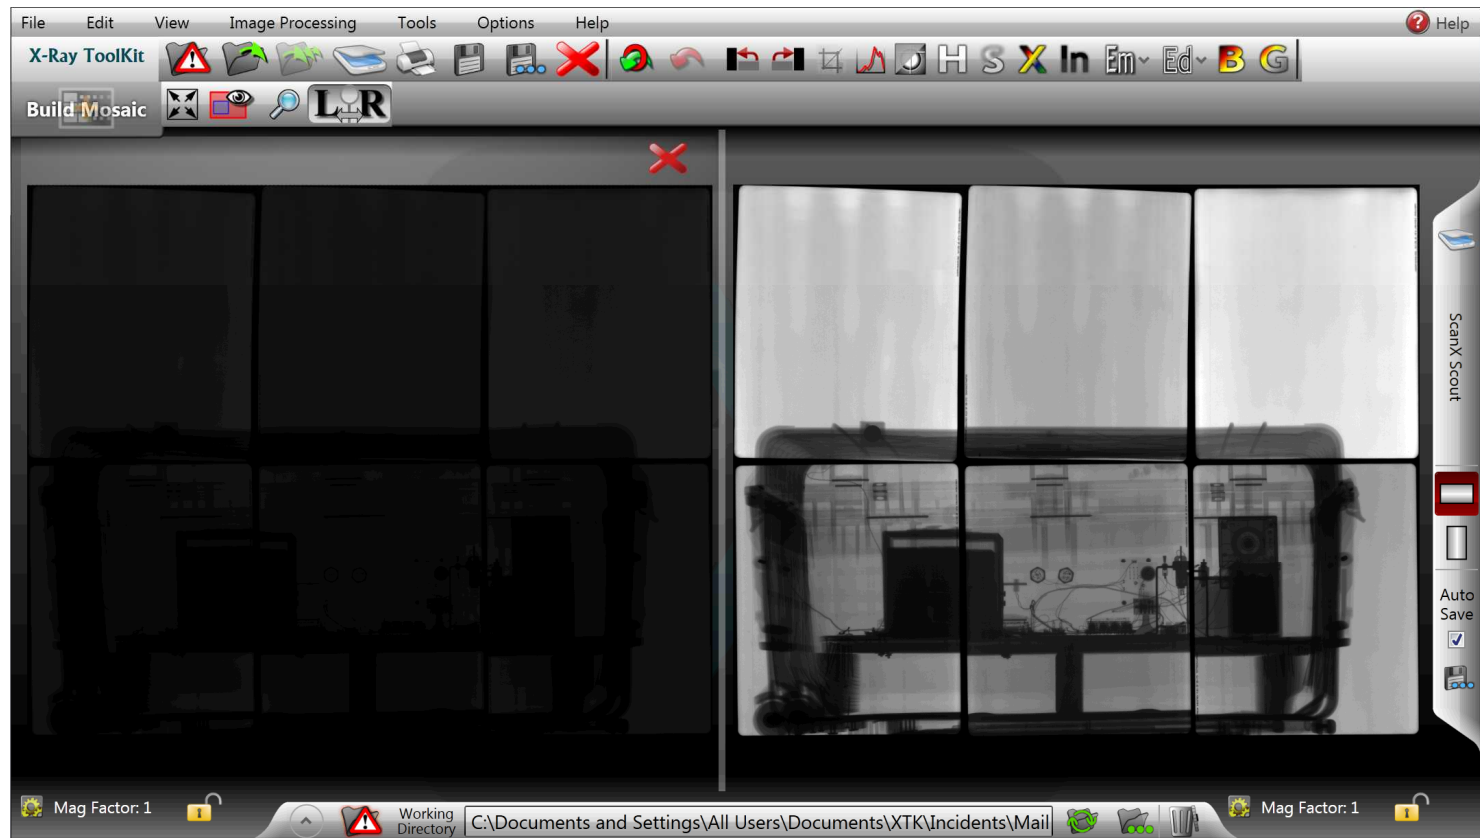 File Edit View Image Processing Tools Options Help Help
X-Ray ToolKit H S X In Em Ed B G
Build Mosaic L R
ScanX Scout
Auto
Save
Mag Factor: 1
Working
Directory
C:\Documents and Settings\All Users\Documents\XTK\Incidents\Mail
Mag Factor: 1